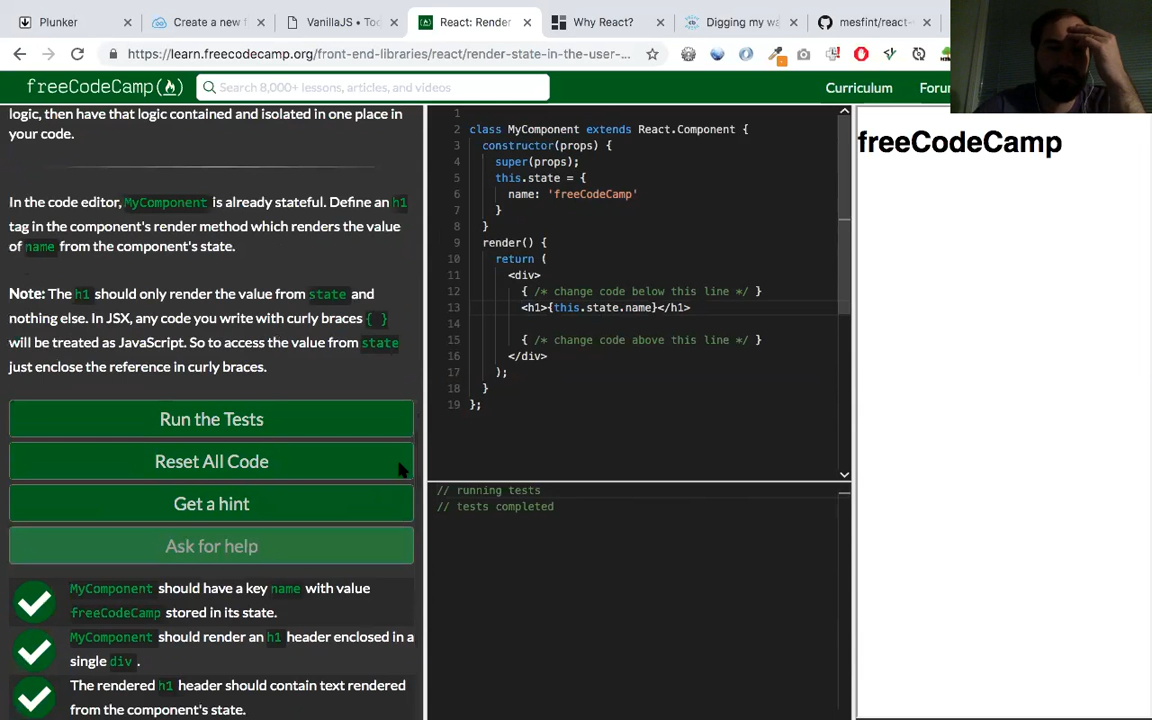 Plunker
Create a new f
VanillaJS • Too
React: Render
Why React?
Digging my wa
mesfint/react-
https://learn.freecodecamp.org/front-end-libraries/react/render-state-in-the-user-...
freeCodeCamp
Search 8,000+ lessons, articles, and videos
Curriculum
Forum
logic, then have that logic contained and isolated in one place in
your code.
In the code editor, MyComponent is already stateful. Define an h1
tag in the component's render method which renders the value
of name from the component's state.
Note: The h1 should only render the value from state and
nothing else. In JSX, any code you write with curly braces { }
will be treated as JavaScript. So to access the value from state
just enclose the reference in curly braces.
Run the Tests
Reset All Code
Get a hint
Ask for help
MyComponent should have a key name with value
freeCodeCamp stored in its state.
MyComponent should render an h1 header enclosed in a
single div .
The rendered h1 header should contain text rendered
from the component's state.
1
2 class MyComponent extends React.Component {
3 constructor(props) {
4 super(props);
5 this.state = {
6 name: 'freeCodeCamp'
7 }
8 }
9 render() {
10 return (
11 <div>
12 { /* change code below this line */ }
13 <h1>{this.state.name}</h1>
14
15 { /* change code above this line */ }
16 </div>
17 );
18 }
19 };
// running tests
// tests completed
freeCodeCamp